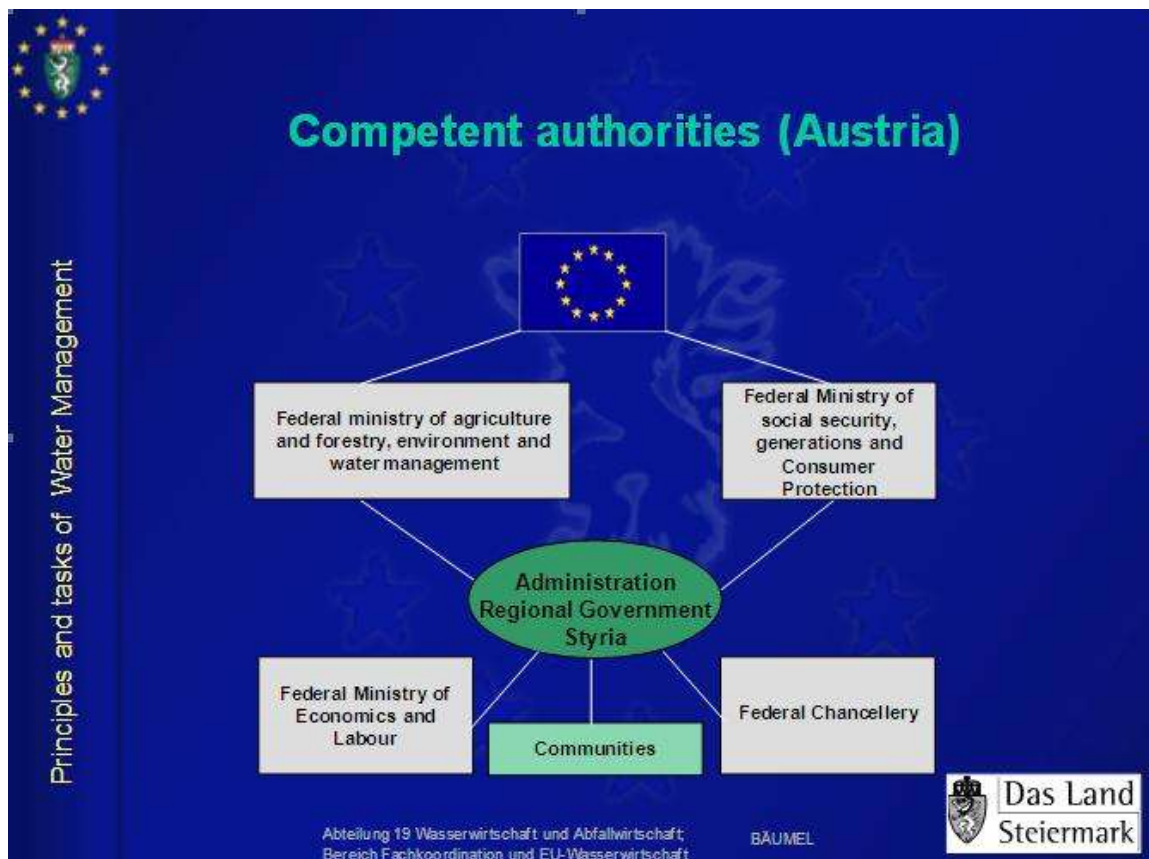 Competent authorities (Austria)
Principles and tasks of Water Management
Federal ministry of agriculture
and forestry, environment and
water management
Federal Ministry of
social security,
generations and
Consumer
Protection
Administration
Regional Government
Styria
Federal Ministry of
Economics and
Labour
Communities
Federal Chancellery
Abteilung 19 Wasserwirtschaft und Abfallwirtschaft;
Bereich Fachkoordination und EU-Wasserwirtschaft
BÄUMEL
Das Land
Steiermark